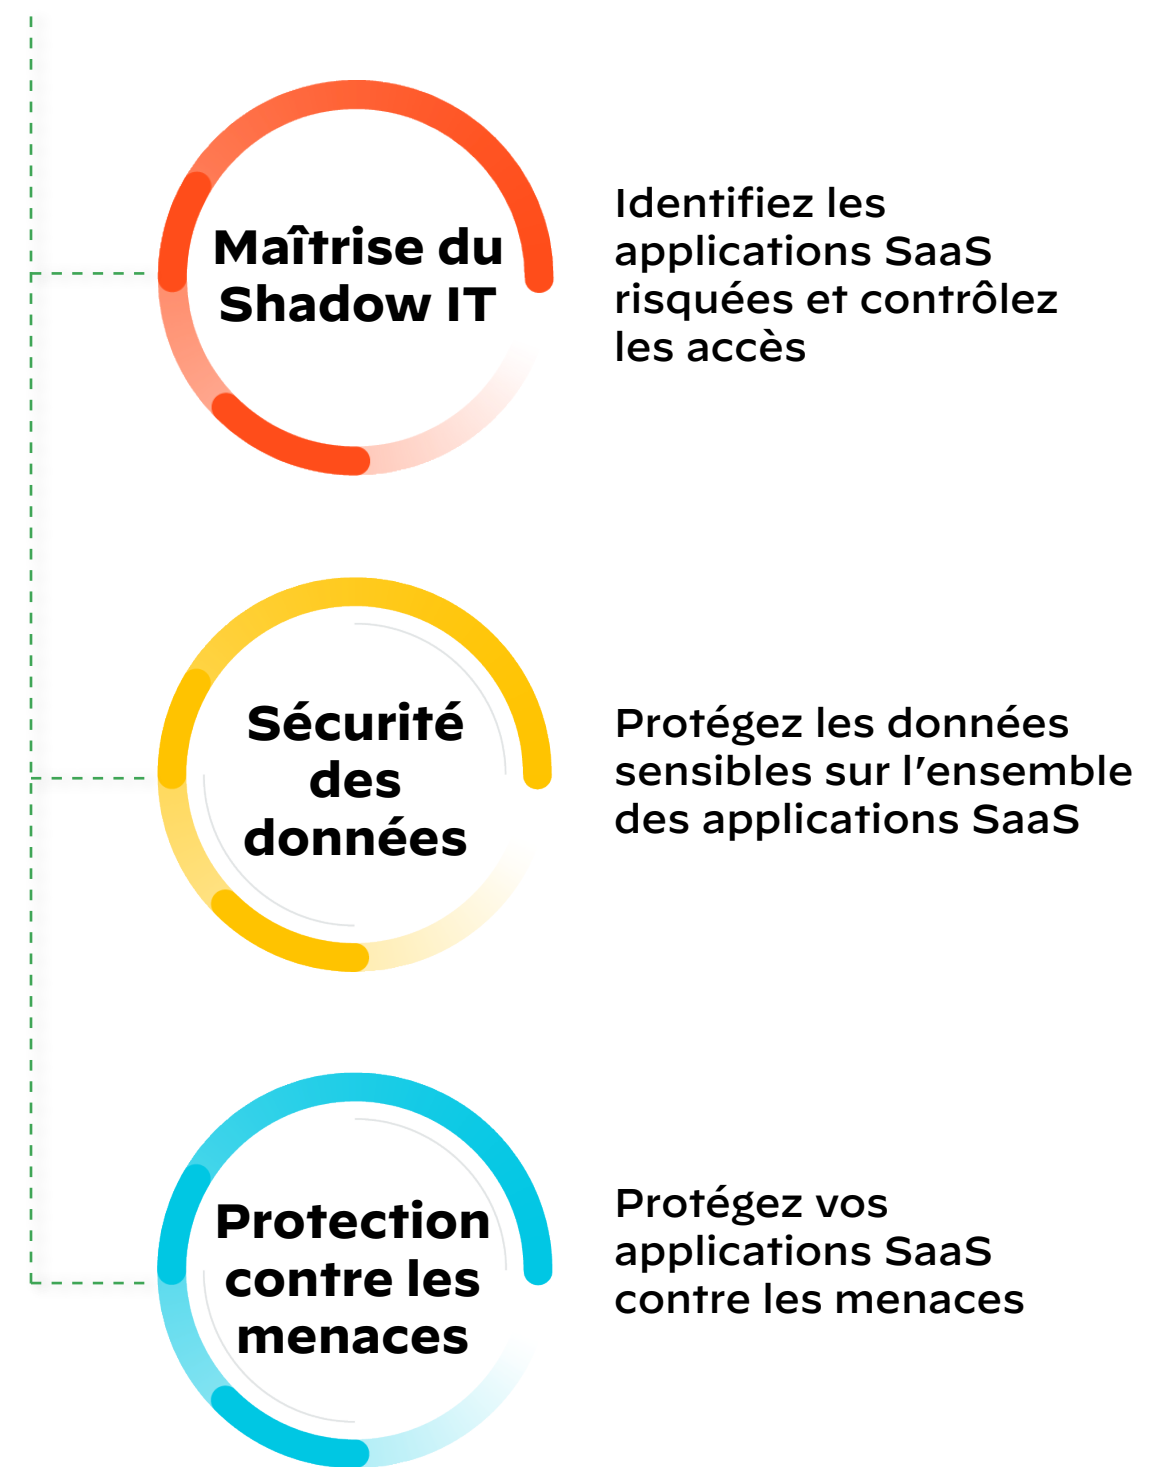 Maîtrise du
Shadow IT
Identifiez les
applications SaaS
risquées et contrôlez
les accès
Sécurité
des
données
Protégez les données
sensibles sur l’ensemble
des applications SaaS
Protection
contre les
menaces
Protégez vos
applications SaaS
contre les menaces